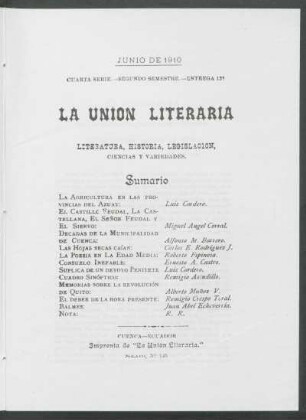 JUNIO DE 1910
CUARTA SERIE.—SEGUNDO SEMESTRE.—ENTREGA 12ª
LA UNION LITERARIA
LITERATURA, HISTORIA, LEGISLACION,
CIENCIAS Y VARIEDADES.
Sumario
LA AGRICULTURA EN LAS PRO-
VINCIAS DEL AZUAY: Luis Cordero.
EL CASTILLO FEUDAL, LA CAS-
TELLANA, EL SEÑOR FEUDAL Y
EL SIERVO: Miguel Angel Corral.
DECADAS DE LA MUNICIPALIDAD
DE CUENCA: Alfonso M. Borrero.
LAS HOJAS SECAS CAÍAN: Carlos E. Rodríguez J.
LA POESÍA EN LA EDAD MEDIA: Roberto Espinosa.
CONSUELO INEFABLE: Ernesto A. Castro.
SUPLICA DE UN INDIVIO PENITENTE Luis Cordero.
CUADRO SINÓPTICO: Remigio Astudillo.
MEMORIAS SOBRE LA REVOLUCIÓN
DE QUITO: Alberto Muñoz V.
EL DEBER DE LA HORA PRESENTE: Remigio Crespo Toral.
BALMES. Juan Abel Echeverría.
NOTA: R. R.
CUENCA—ECUADOR
Imprenta de "La Unión Literaria."